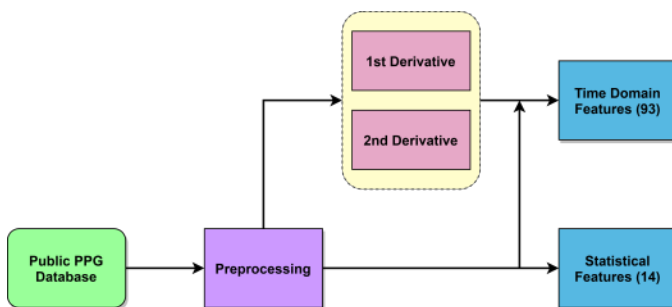 1st Derivative
2nd Derivative
Time Domain
Features (93)
Public PPG
Database
Preprocessing
Statistical
Features (14)